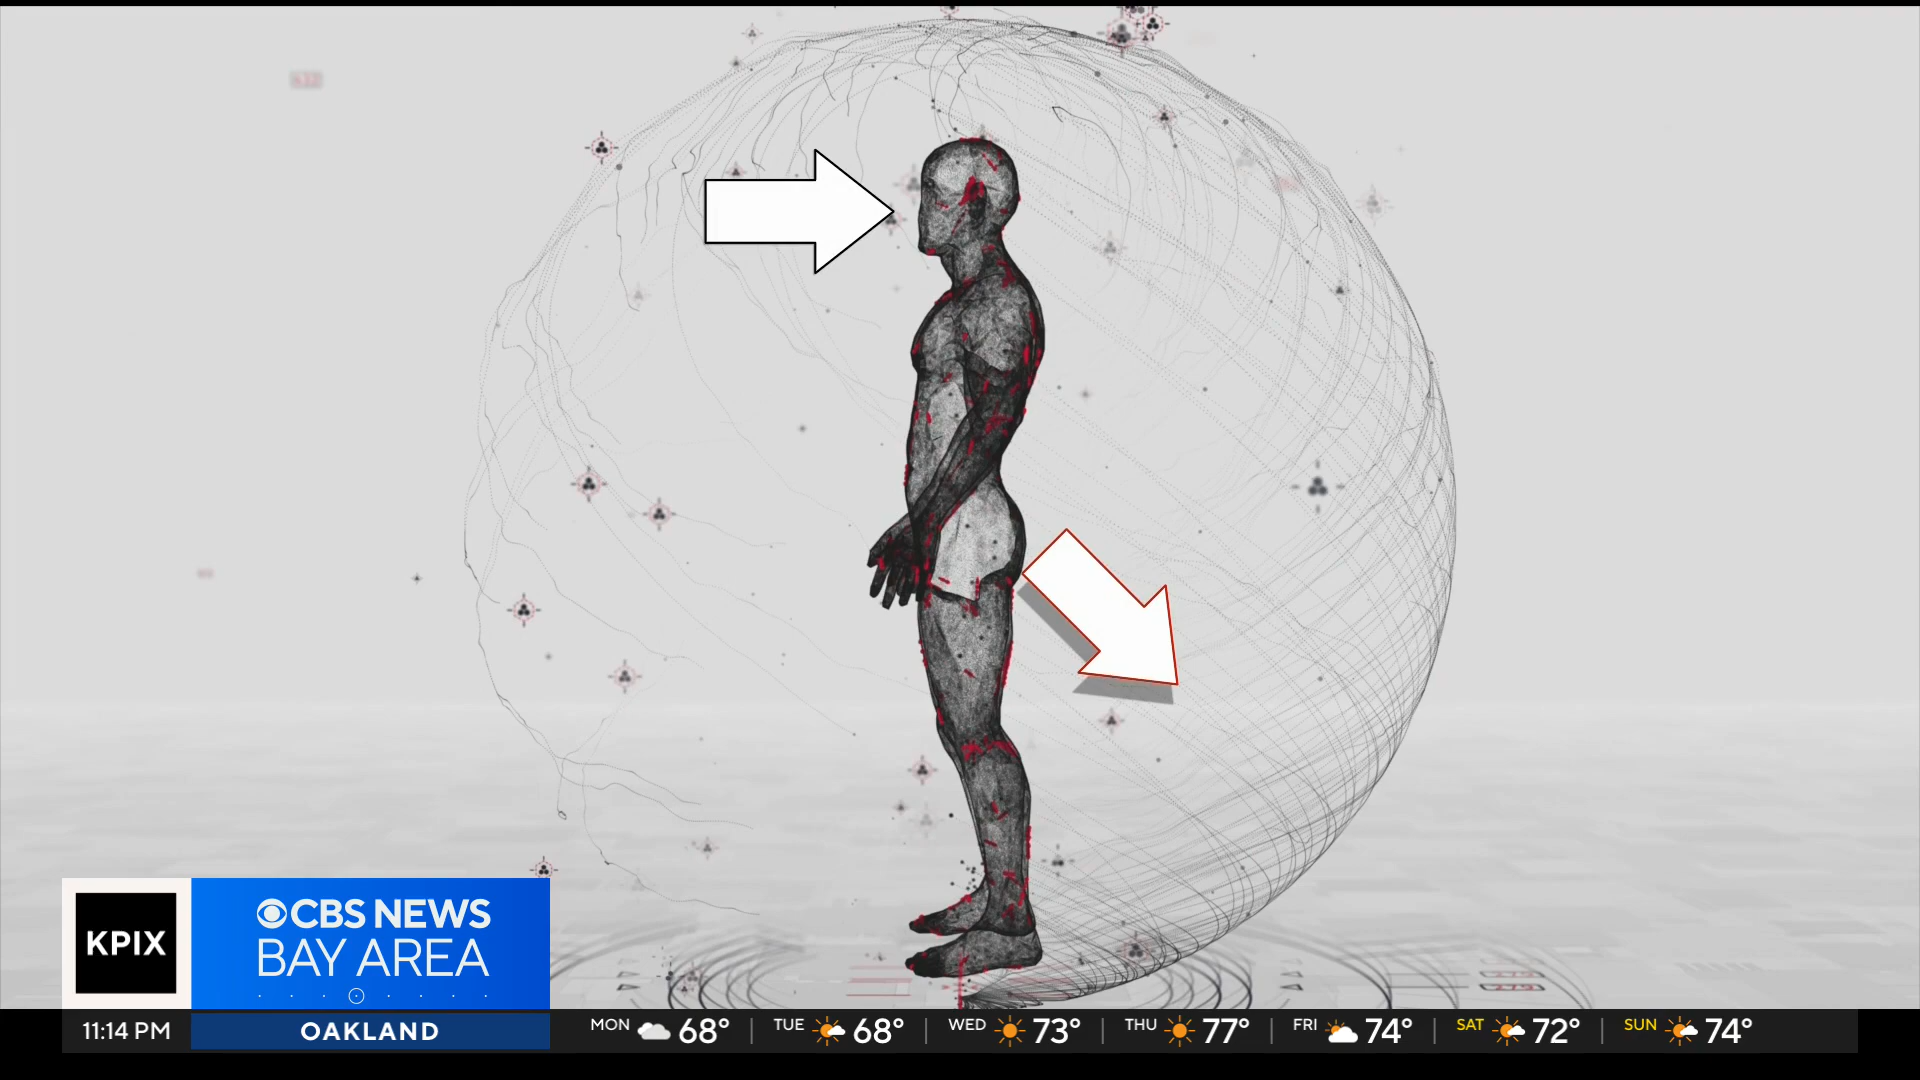 KPIX
CBS NEWS
BAY AREA
11:14 PM
OAKLAND
MON 68° TUE 68° WED 73° THU 77° FRI 74° SAT 72° SUN 74°